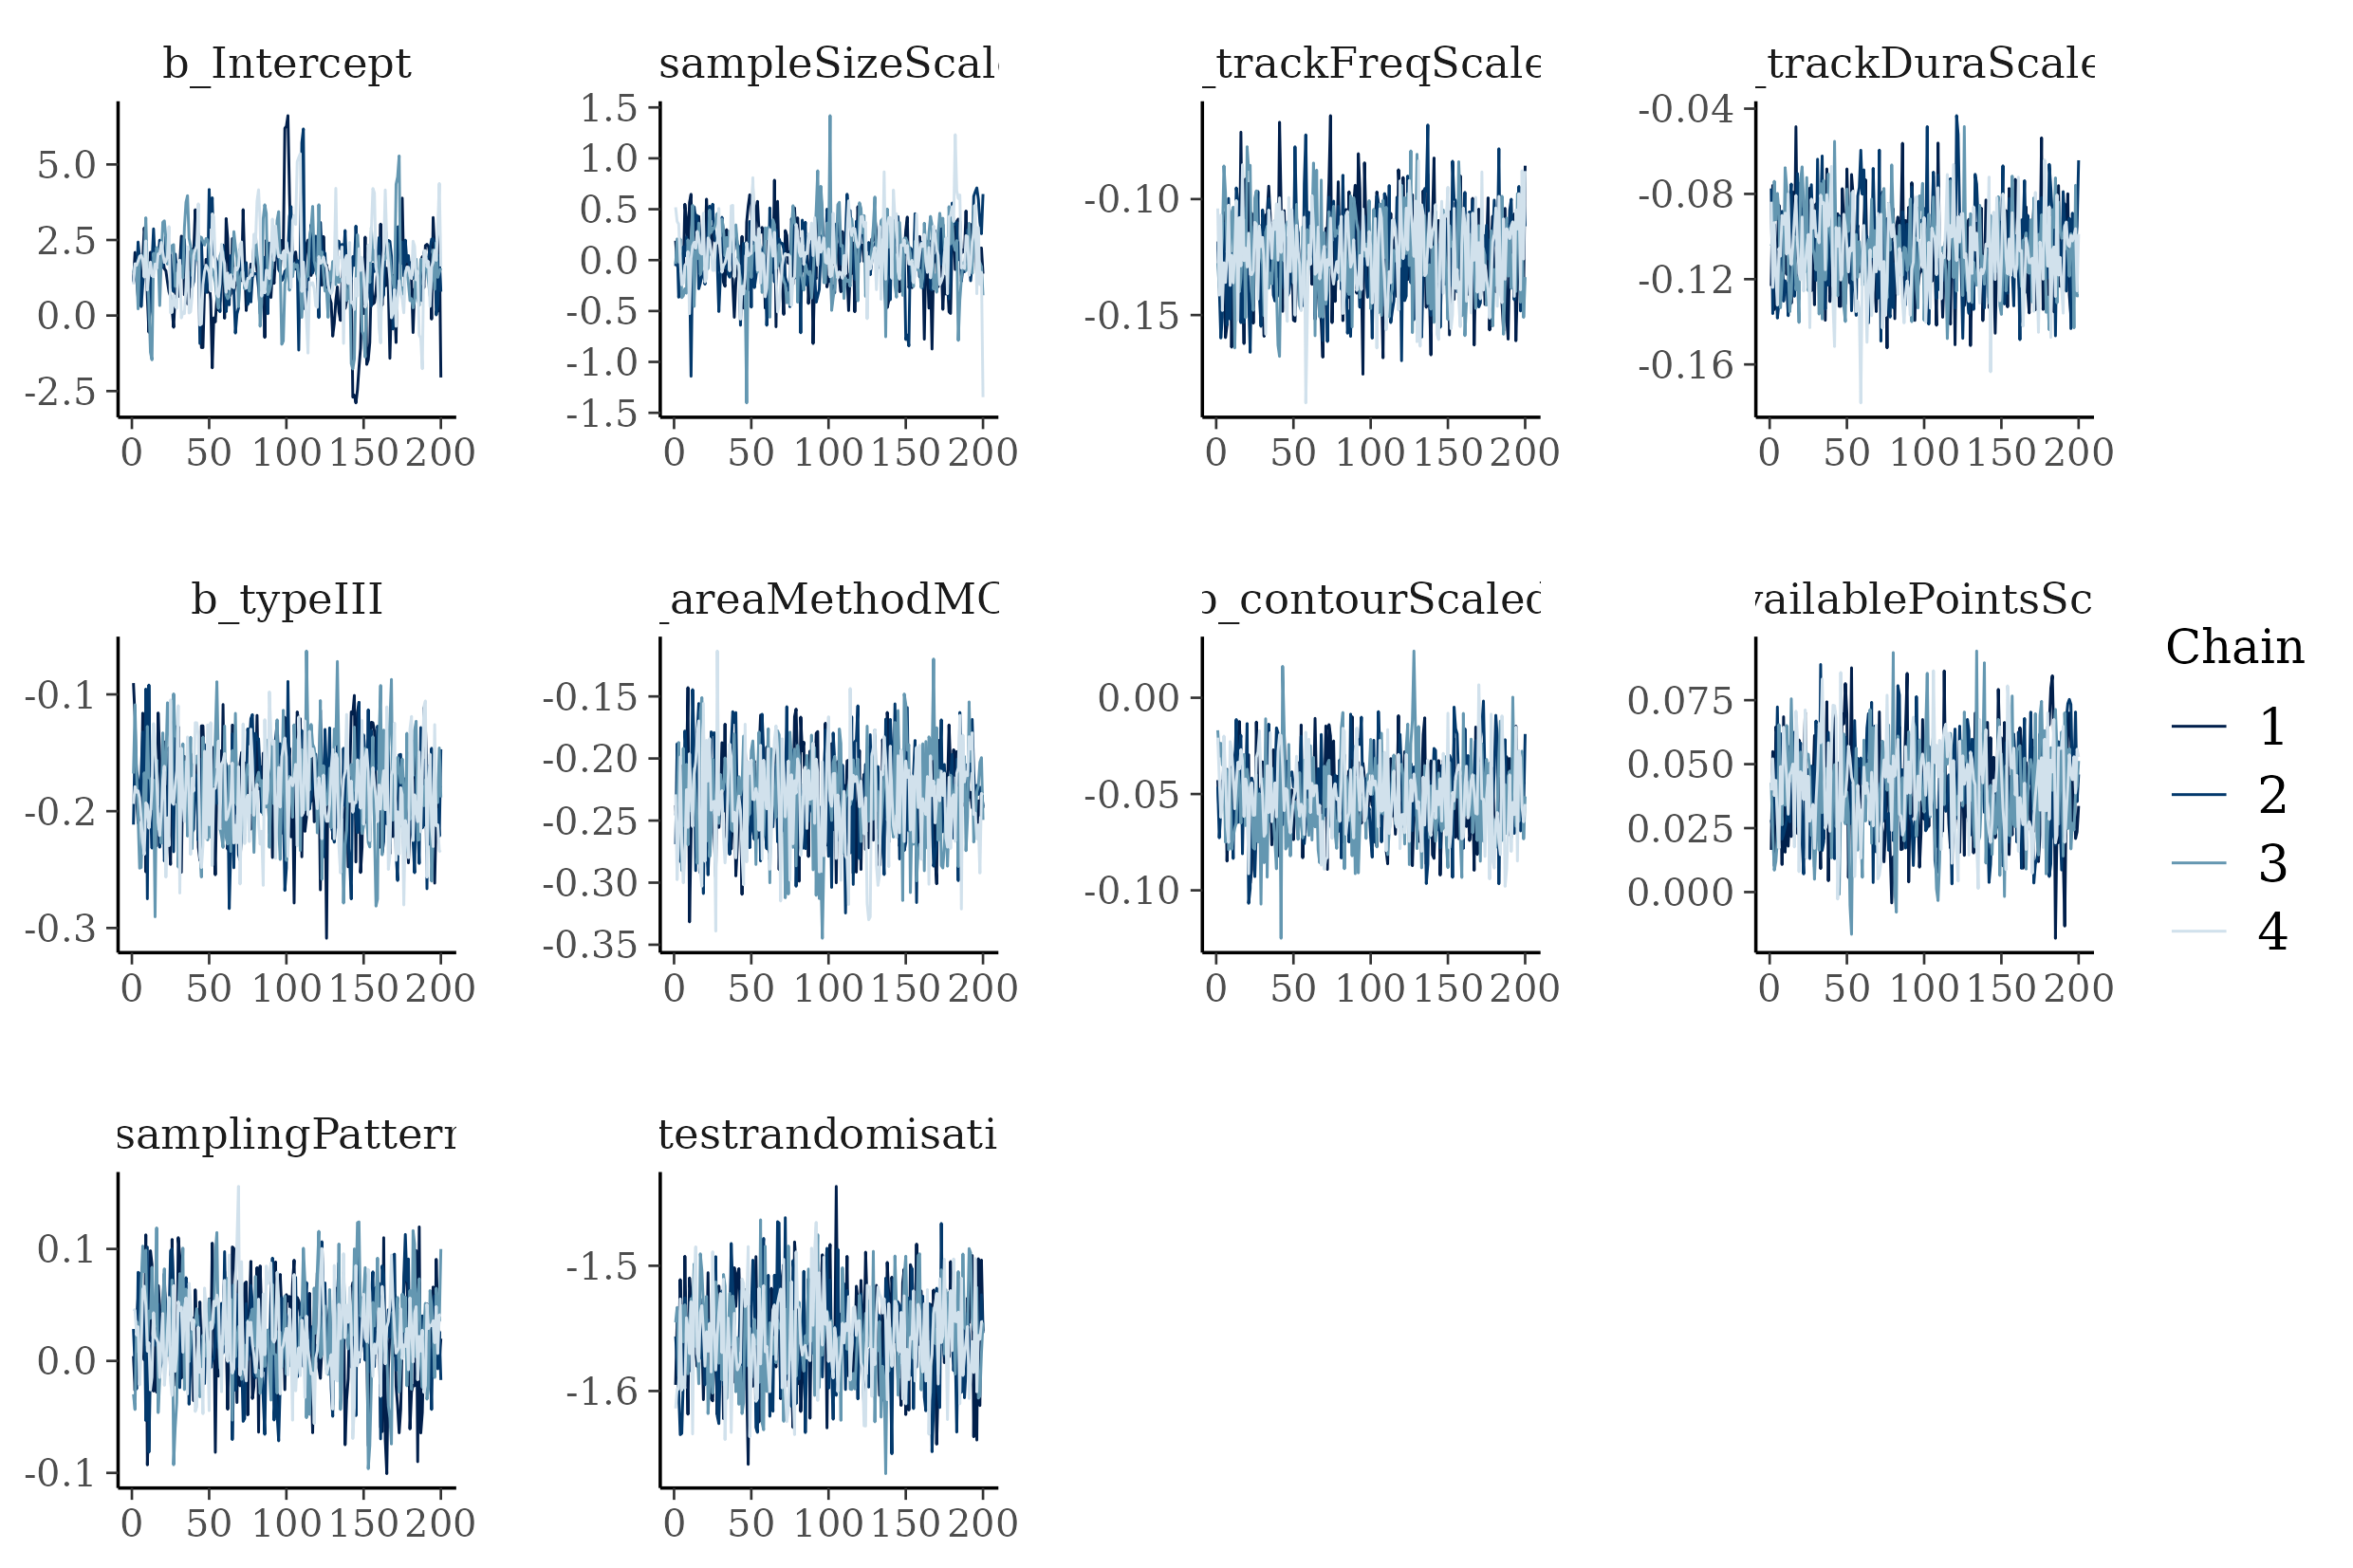 b_Intercept
sampleSizeScale
_trackFreqScale
_trackDuraScale
5.0
2.5
0.0
-2.5
1.5
1.0
0.5
0.0
-0.5
-1.0
-1.5
-0.10
-0.15
-0.04
-0.08
-0.12
-0.16
0 50 100 150 200
0 50 100 150 200
0 50 100 150 200
0 50 100 150 200
b_typeIII
_areaMethodMC
b_contourScaled
vailablePointsSc
-0.1
-0.2
-0.3
-0.15
-0.20
-0.25
-0.30
-0.35
0.00
-0.05
-0.10
0.075
0.050
0.025
0.000
0 50 100 150 200
0 50 100 150 200
0 50 100 150 200
0 50 100 150 200
Chain
1
2
3
4
samplingPattern
testrandomisati
0.1
0.0
-0.1
-1.5
-1.6
0 50 100 150 200
0 50 100 150 200